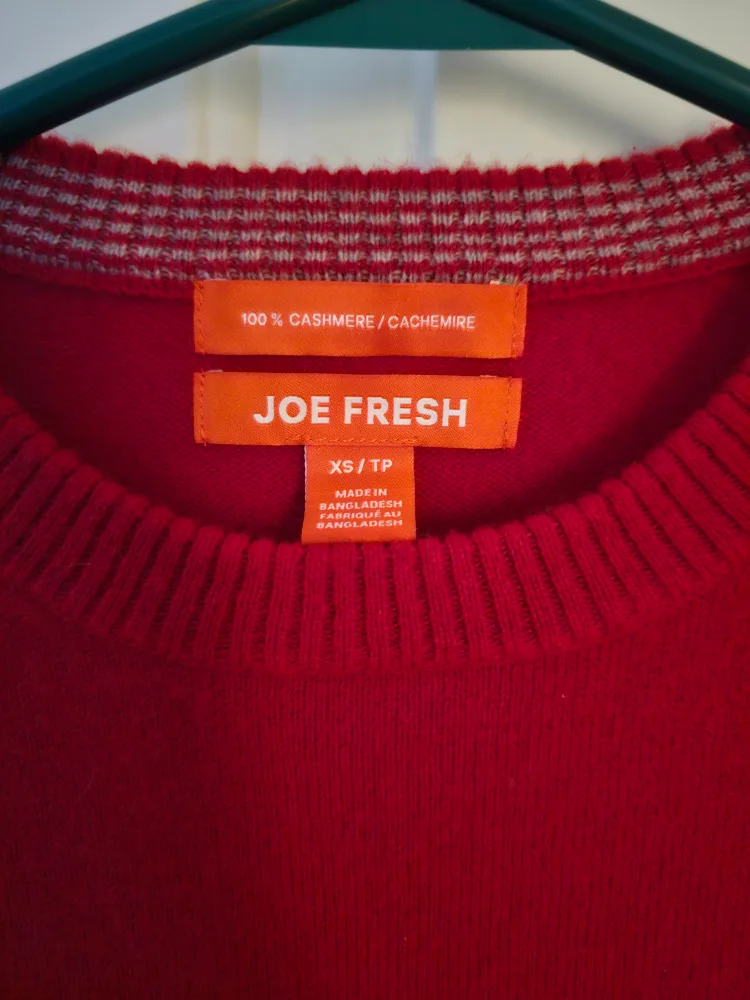 100 % CASHMERE / CACHEMIRE
JOE FRESH
XS / TP
MADE IN
BANGLADESH
FABRIQUÉ AU
BANGLADESH